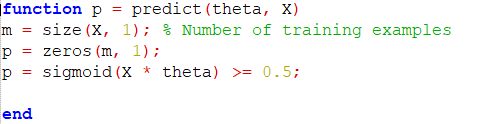 function p = predict(theta, X)
m = size(X, 1); % Number of training examples
p = zeros(m, 1);
p = sigmoid(X * theta) >= 0.5;
end